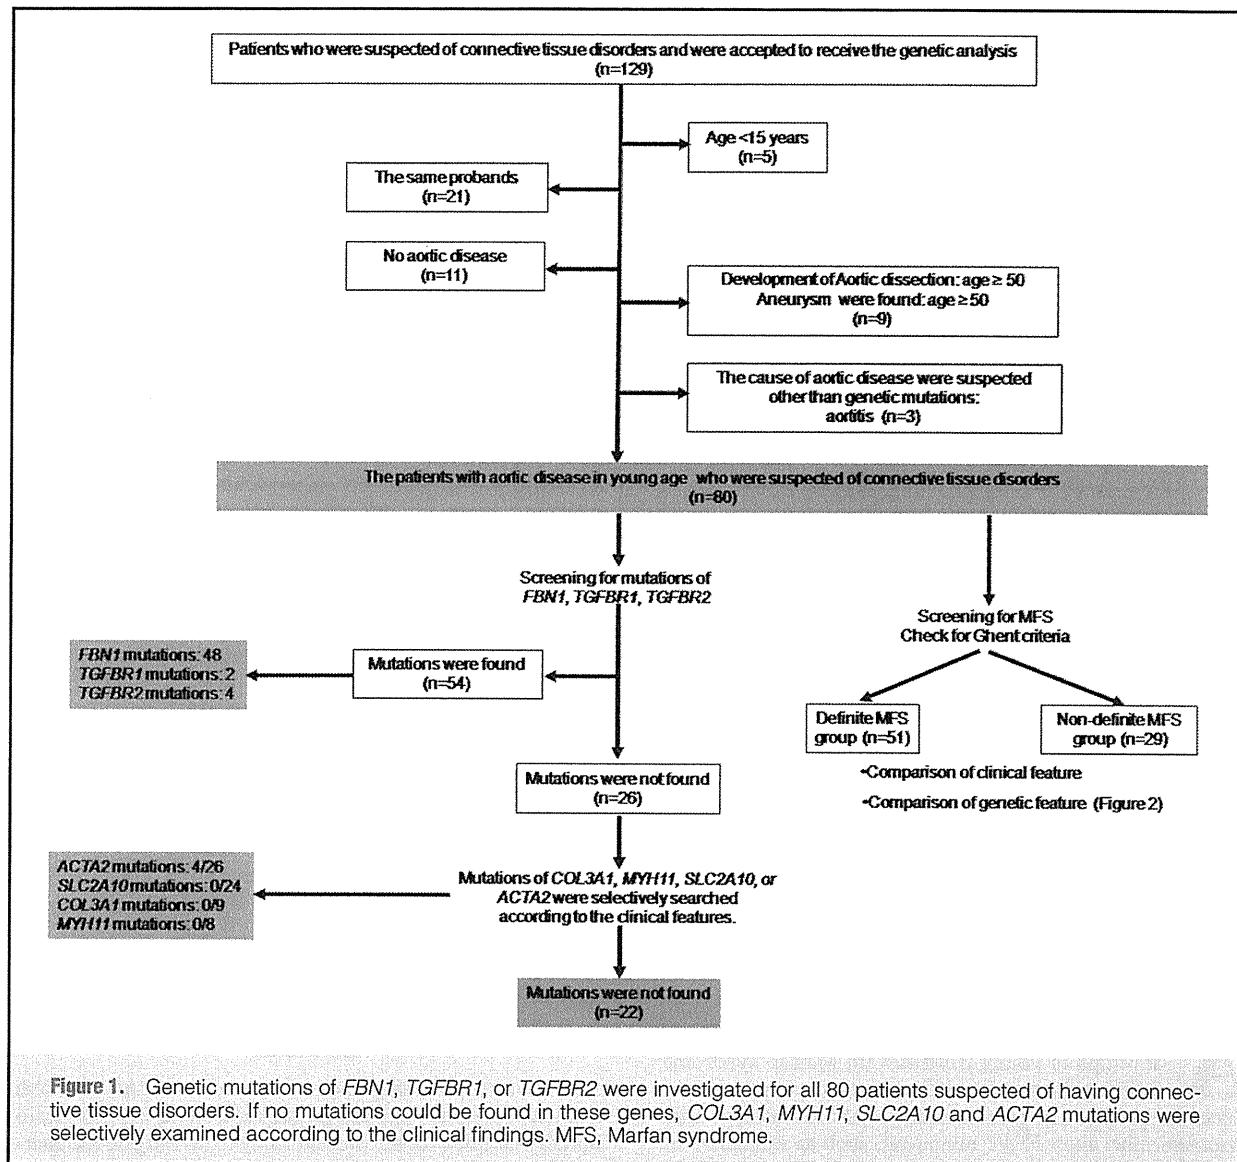 Patients who were suspected of connective tissue disorders and were accepted to receive the genetic analysis
(n=129)
Age <15 years
(n=5)
The same probands
(n=21)
No aortic disease
(n=11)
Development of Aortic dissection: age ≥ 50
Aneurysm were found: age ≥ 50
(n=9)
The cause of aortic disease were suspected
other than genetic mutations:
aortitis (n=3)
The patients with aortic disease in young age who were suspected of connective tissue disorders
(n=80)
Screening for mutations of
FBN1, TGFBR1, TGFBR2
Screening for MFS
Check for Ghent criteria
FBN1 mutations: 48
TGFBR1 mutations: 2
TGFBR2 mutations: 4
Mutations were found
(n=54)
Definite MFS
group (n=51)
Non-definite MFS
group (n=29)
•Comparison of clinical feature
•Comparison of genetic feature (Figure 2)
Mutations were not found
(n=26)
ACTA2 mutations: 4/26
SLC2A10 mutations: 0/24
COL3A1 mutations: 0/9
MYH11 mutations: 0/8
Mutations of COL3A1, MYH11, SLC2A10, or
ACTA2 were selectively searched
according to the clinical features.
Mutations were not found
(n=22)
Figure 1. Genetic mutations of FBN1, TGFBR1, or TGFBR2 were investigated for all 80 patients suspected of having connec-
tive tissue disorders. If no mutations could be found in these genes, COL3A1, MYH11, SLC2A10 and ACTA2 mutations were
selectively examined according to the clinical findings. MFS, Marfan syndrome.